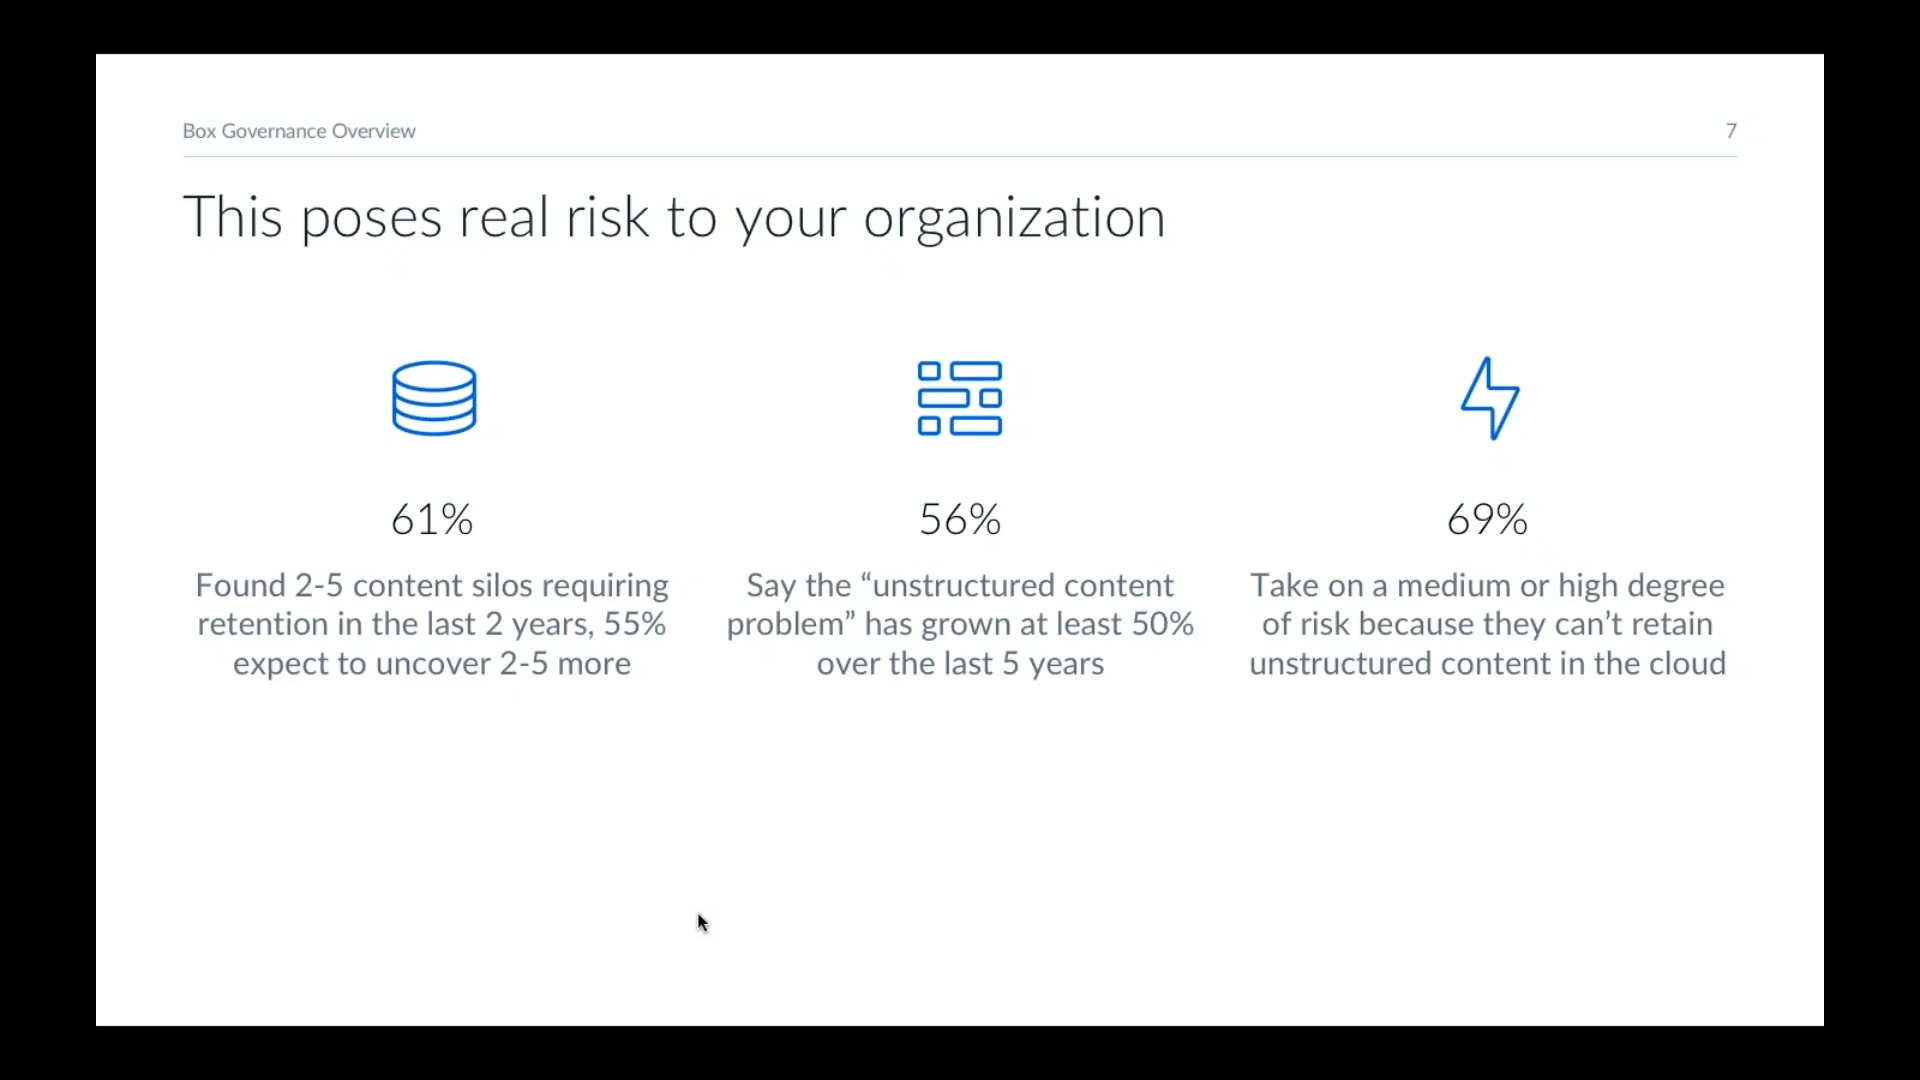 Box Governance Overview
7
This poses real risk to your organization
61%
Found 2-5 content silos requiring
retention in the last 2 years, 55%
expect to uncover 2-5 more
56%
Say the “unstructured content
problem” has grown at least 50%
over the last 5 years
69%
Take on a medium or high degree
of risk because they can’t retain
unstructured content in the cloud